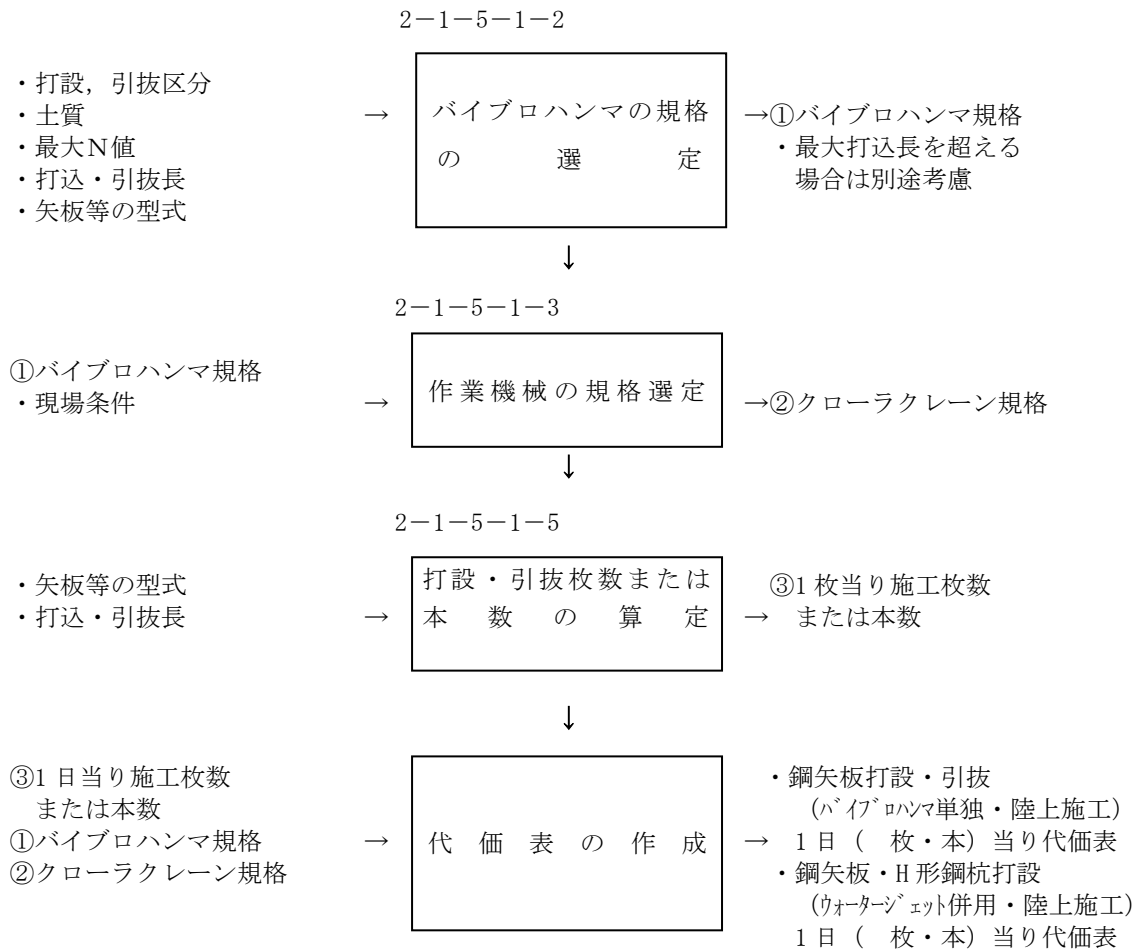 2－1－5－1－2
・打設，引抜区分
・土質
・最大Ｎ値
・打込・引抜長
・矢板等の型式
→
バイブロハンマの規格
の選定
→①バイブロハンマ規格
・最大打込長を超える
場合は別途考慮
↓
2－1－5－1－3
①バイブロハンマ規格
・現場条件
→
作業機械の規格選定
→②クローラクレーン規格
↓
2－1－5－1－5
・矢板等の型式
・打込・引抜長
→
打設・引抜枚数または
本数の算定
③1枚当り施工枚数
→ または本数
↓
③1日当り施工枚数
または本数
①バイブロハンマ規格
②クローラクレーン規格
→
代価表の作成
・鋼矢板打設・引抜
(ﾊﾞｲﾌﾞﾛﾊﾝﾏ単独・陸上施工)
→ 1日（　枚・本）当り代価表
・鋼矢板・H形鋼杭打設
(ｳｫｰﾀｰｼﾞｪｯﾄ併用・陸上施工)
1日（　枚・本）当り代価表